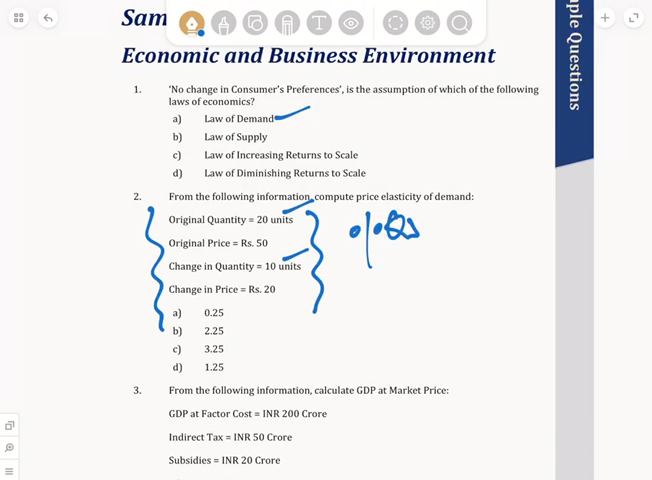 Sam
Economic and Business Environment
ple Questions
1. 'No change in Consumer's Preferences', is the assumption of which of the following
laws of economics?
a) Law of Demand
b) Law of Supply
c) Law of Increasing Returns to Scale
d) Law of Diminishing Returns to Scale
2. From the following information, compute price elasticity of demand:
Original Quantity = 20 units
Original Price = Rs. 50
Change in Quantity = 10 units
Change in Price = Rs. 20
a) 0.25
b) 2.25
c) 3.25
d) 1.25
3. From the following information, calculate GDP at Market Price:
GDP at Factor Cost = INR 200 Crore
Indirect Tax = INR 50 Crore
Subsidies = INR 20 Crore